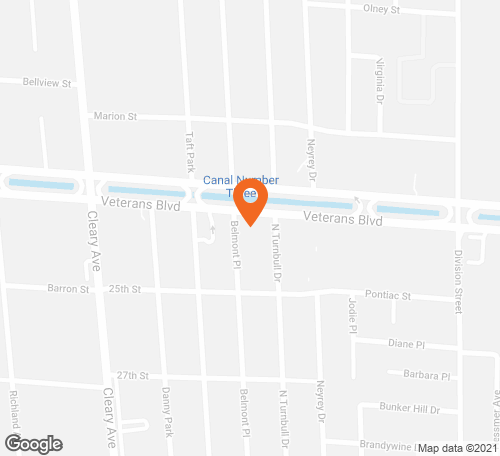 Olney St
Virginia Dr
Bellview St
Marion St
Taft Park
Neyrey Dr
Canal Number
Three
Veterans Blvd
Veterans Blvd
Cleary Ave
Belmont Pl
N Turnbull Dr
Division Street
Barron St
25th St
Pontiac St
Jodie Pl
Diane Pl
27th St
Barbara Pl
Richland
Cleary Ave
Danny Park
Belmont Pl
N Turnbull Dr
Neyrey Dr
Bunker Hill Dr
Brandywine
Google
Map data ©2021